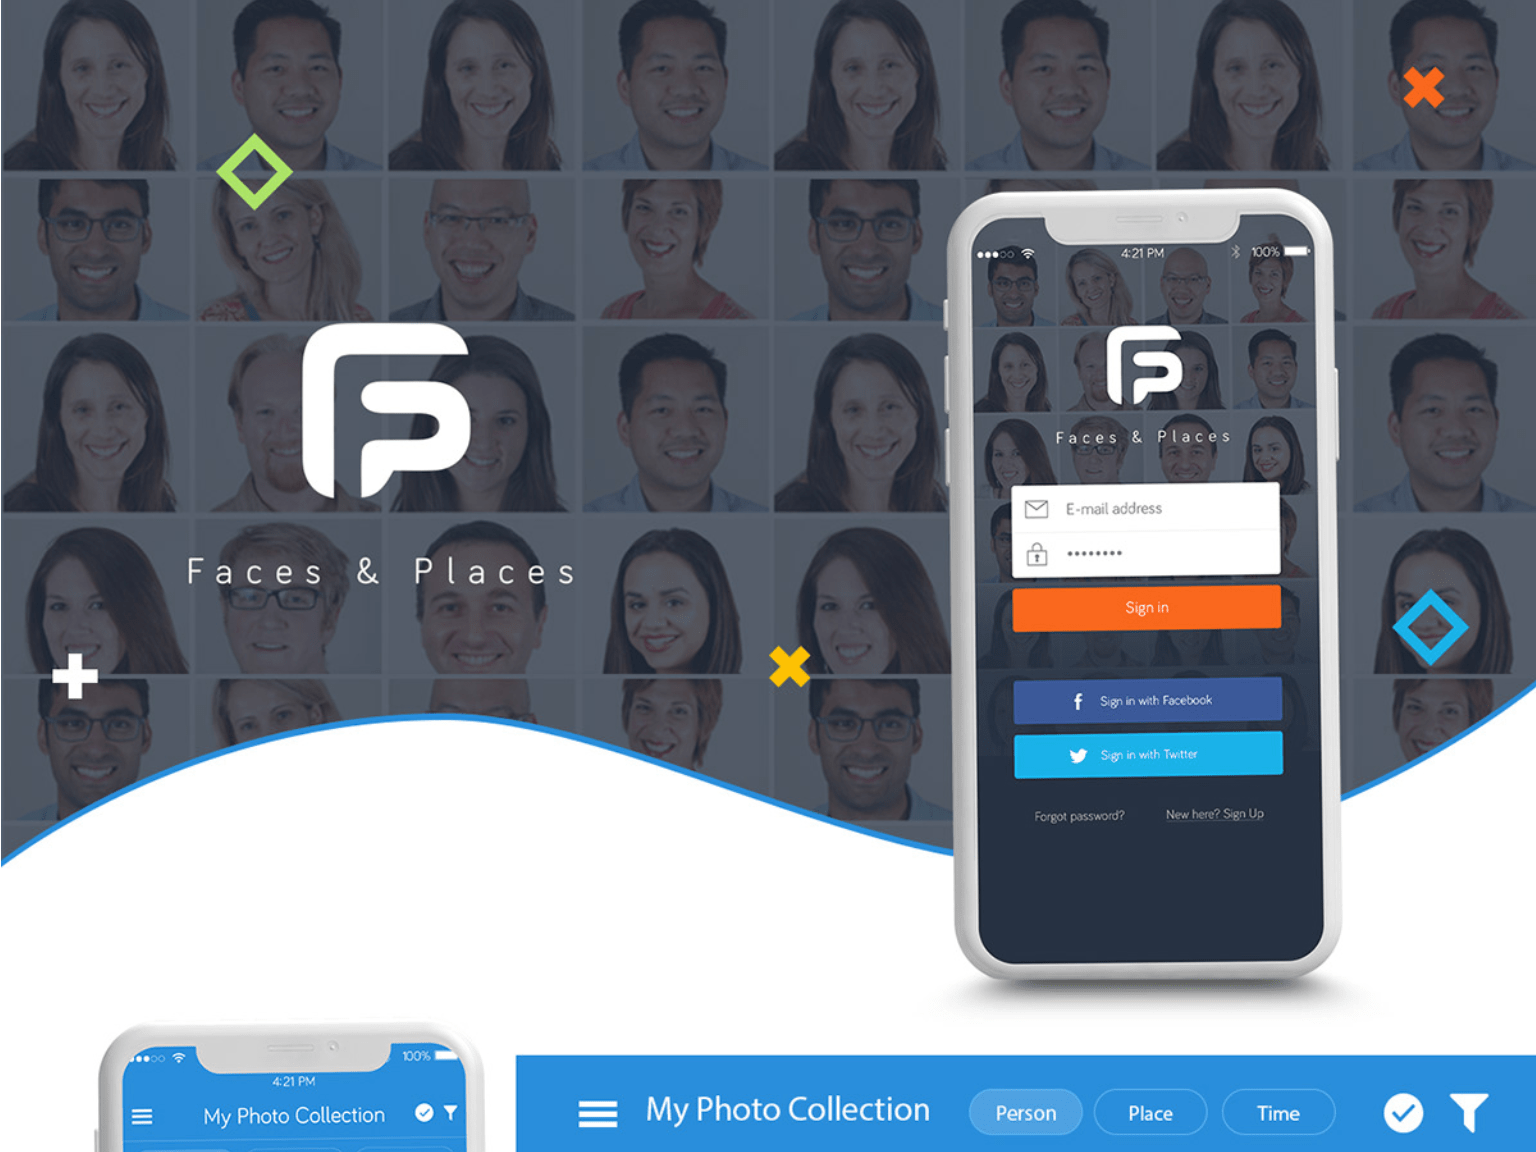 4:21 PM
100%
FP
Faces & Places
E-mail address
Sign in
FP
Faces & Places
f Sign in with Facebook
Sign in with Twitter
Forgot password? New here? Sign Up
100%
4:21 PM
My Photo Collection
My Photo Collection Person Place Time